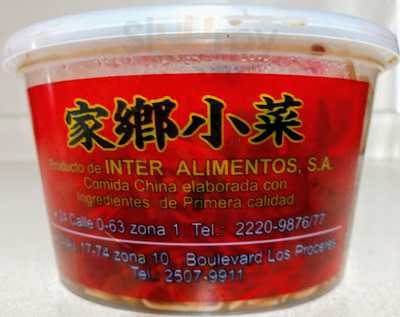 家鄉小菜
Producto de INTER ALIMENTOS, S.A.
Comida China elaborada con
Ingredientes de Primera calidad
Calle 0-63 zona 1. Tel.: 2220-9876/77
17-74 zona 10. Boulevard Los Proceres
Tel. 2507-9911